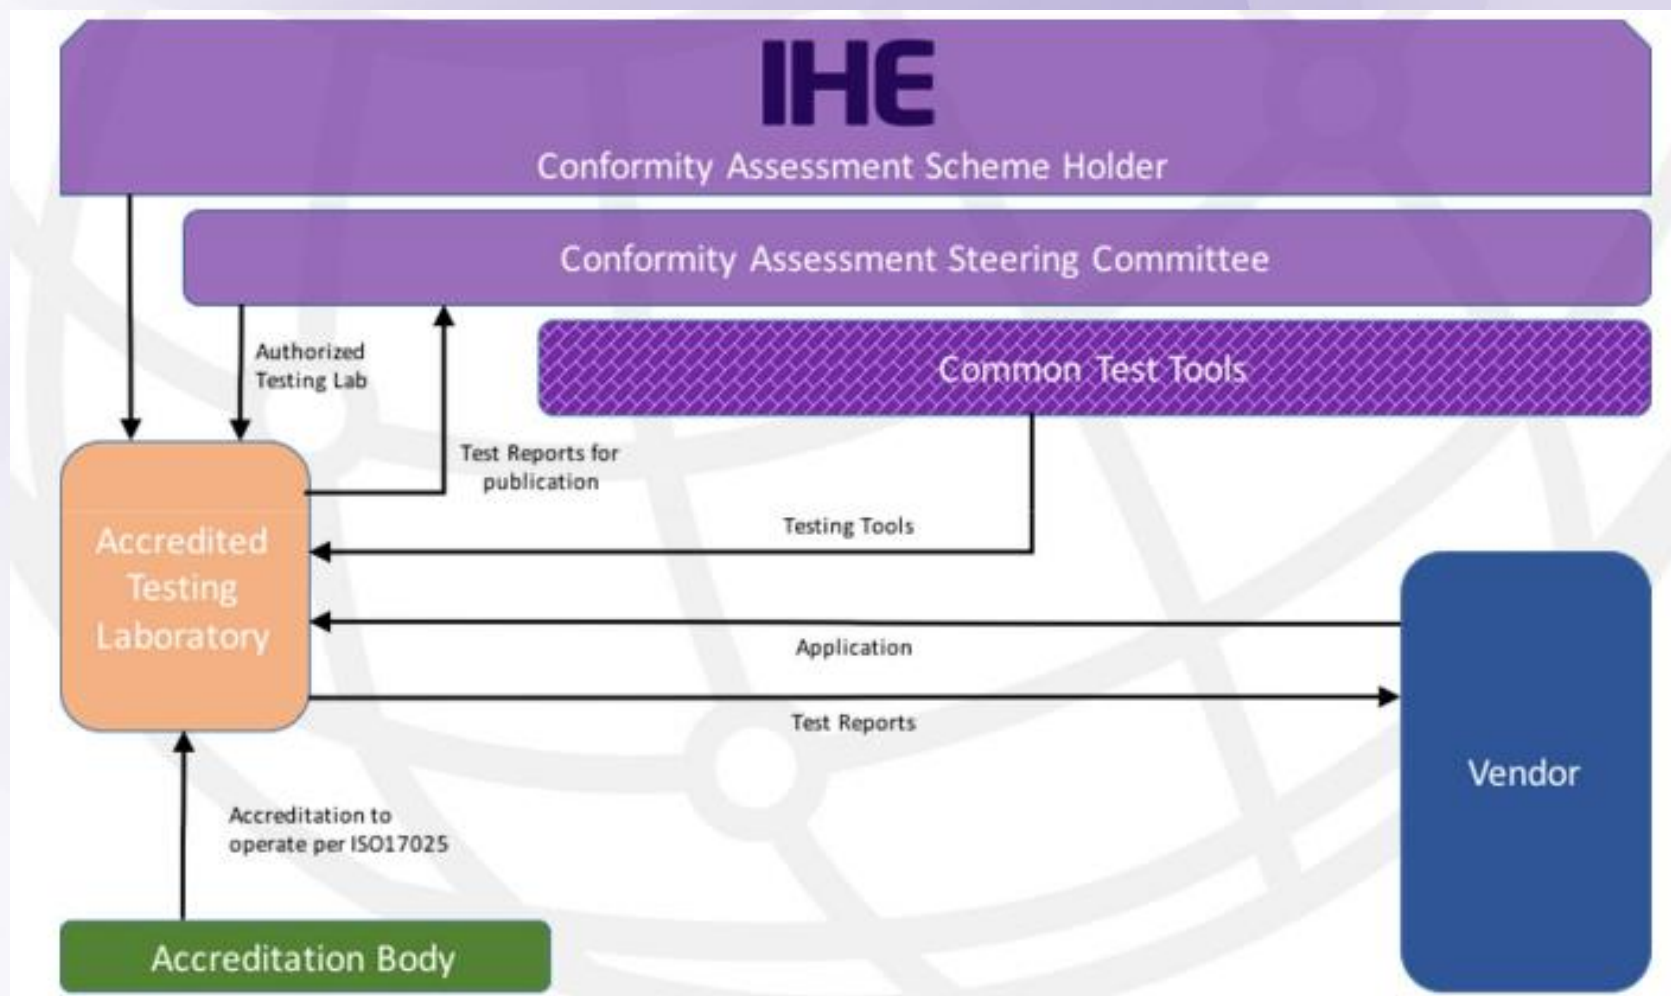 IHE
Conformity Assessment Scheme Holder
Conformity Assessment Steering Committee
Authorized
Testing Lab
Common Test Tools
Test Reports for
publication
Testing Tools
Accredited
Testing
Laboratory
Application
Test Reports
Vendor
Accreditation to
operate per ISO17025
Accreditation Body